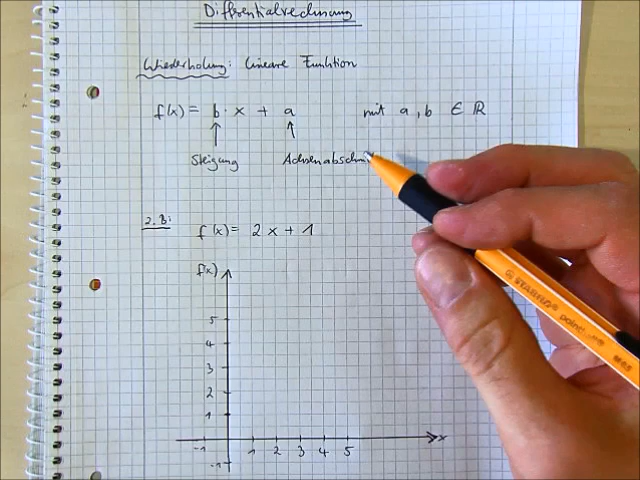 Differentialrechnung
Wiederholung: Lineare Funktion
f(x) = b · x + a mit a, b ∈ ℝ
Steigung Achsenabschnitt
z.B: f(x) = 2x + 1
f(x)
5
4
3
2
1
-1 1 2 3 4 5 x
-1
STABILO point 88